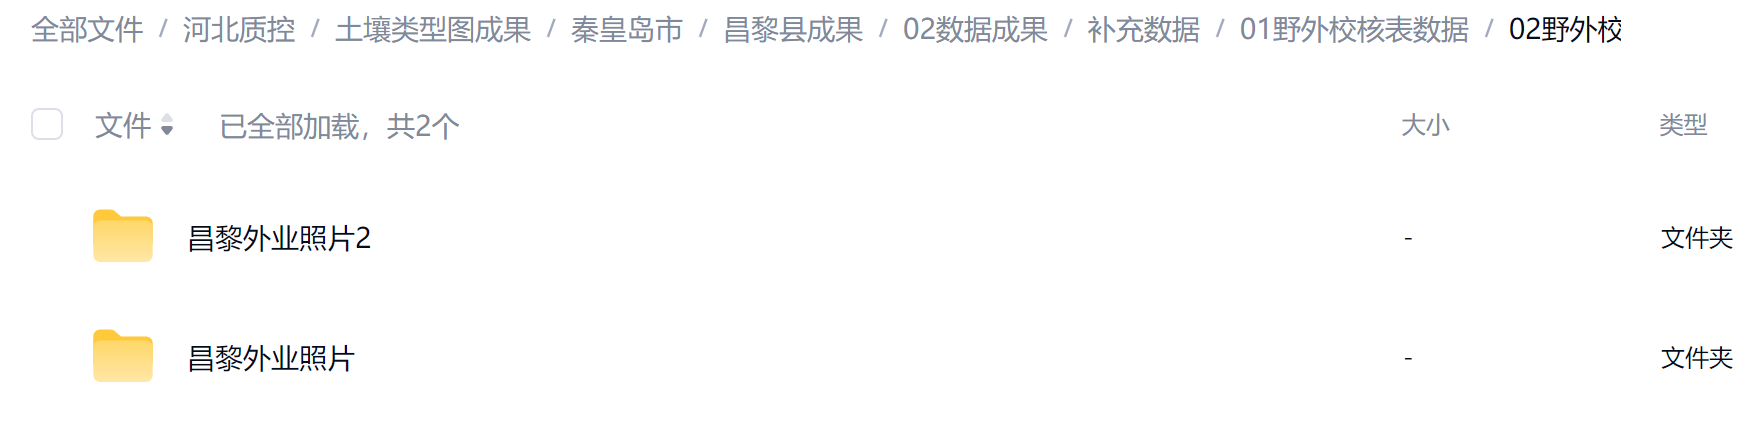 全部文件 / 河北质控 / 土壤类型图成果 / 秦皇岛市 / 昌黎县成果 / 02数据成果 / 补充数据 / 01野外校核表数据 / 02野外校
文件 已全部加载，共2个 大小 类型
昌黎外业照片2 - 文件夹
昌黎外业照片 - 文件夹